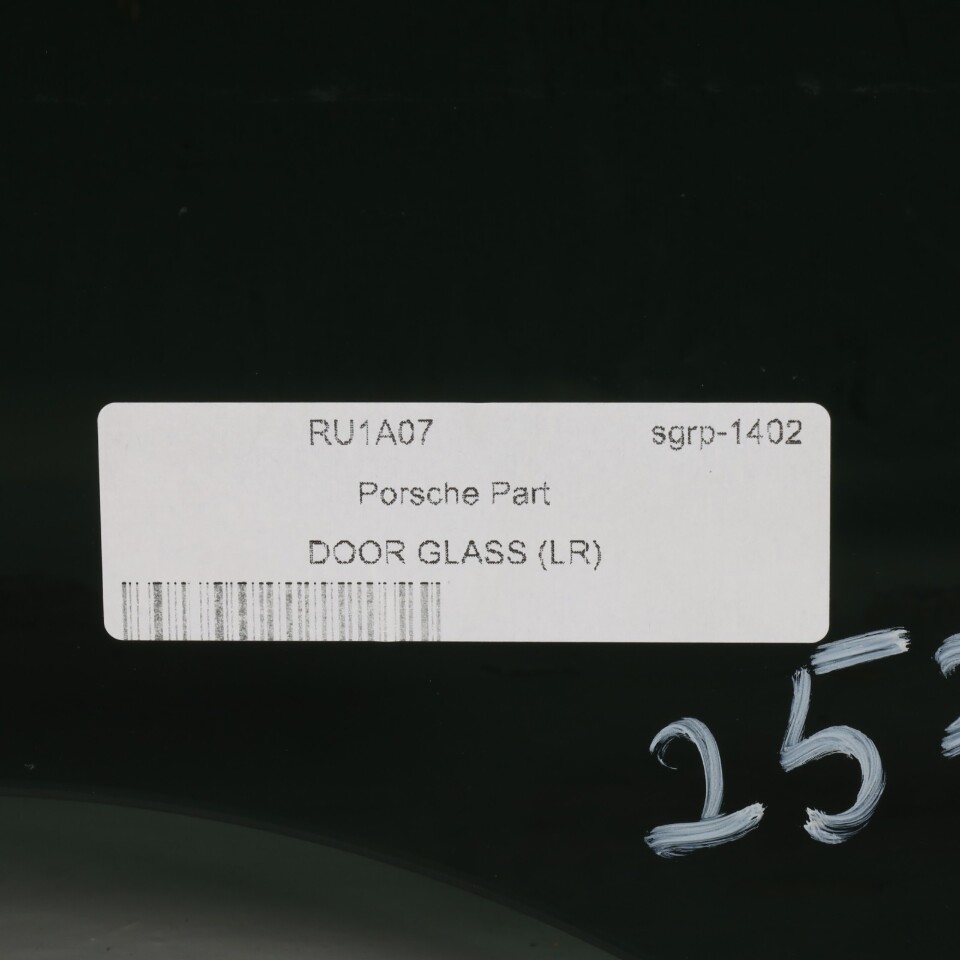 RU1A07 sgrp-1402
Porsche Part
DOOR GLASS (LR)
25